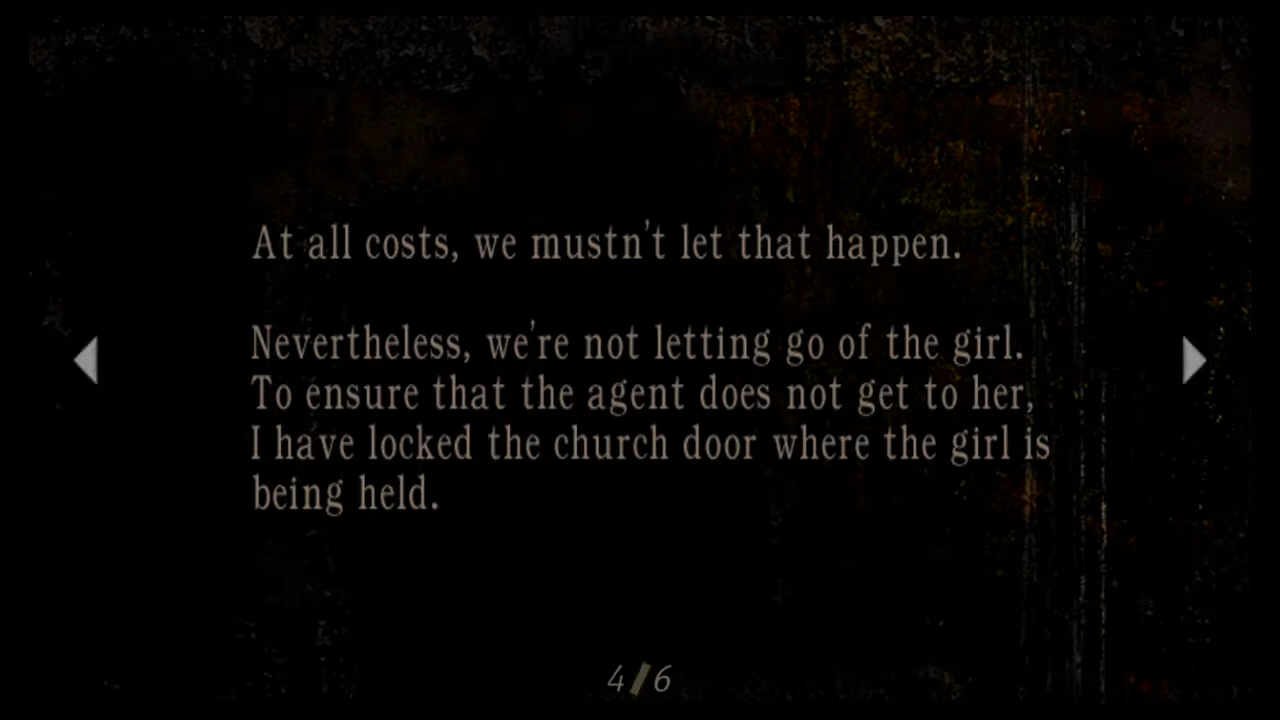 At all costs, we mustn't let that happen.
Nevertheless, we're not letting go of the girl.
To ensure that the agent does not get to her,
I have locked the church door where the girl is
being held.
4/6